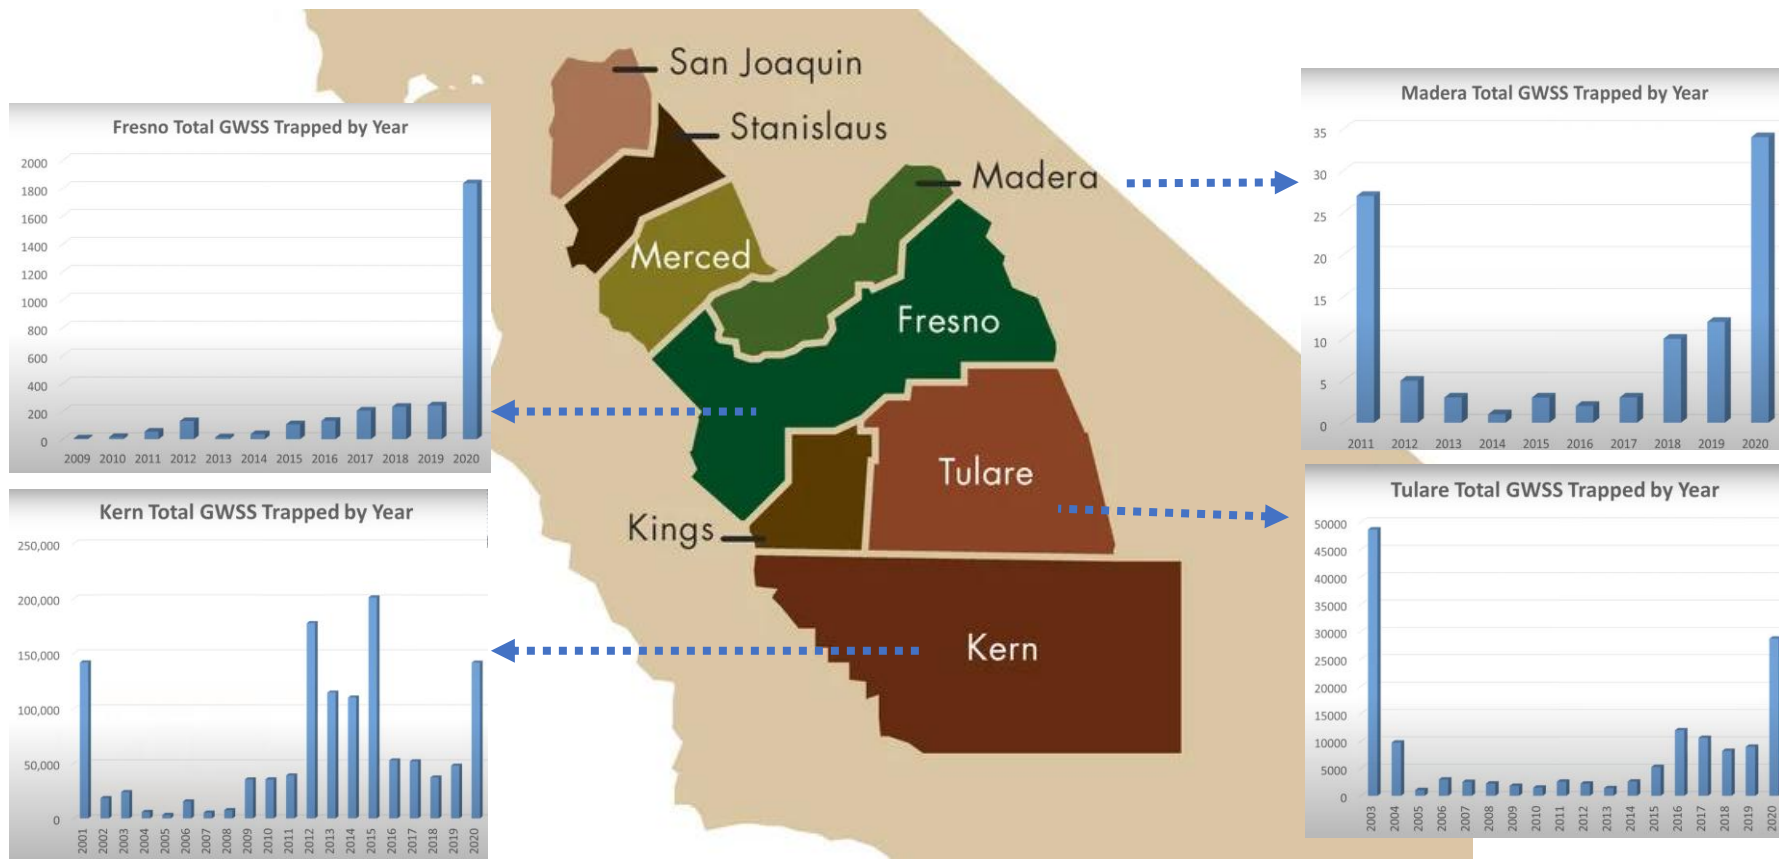 San Joaquin
Stanislaus
Madera
Merced
Fresno
Tulare
Kings
Kern
Fresno Total GWSS Trapped by Year
2000
1800
1600
1400
1200
1000
800
600
400
200
0
2009 2010 2011 2012 2013 2014 2015 2016 2017 2018 2019 2020
Madera Total GWSS Trapped by Year
35
30
25
20
15
10
5
0
2011 2012 2013 2014 2015 2016 2017 2018 2019 2020
Kern Total GWSS Trapped by Year
250,000
200,000
150,000
100,000
50,000
0
2001 2002 2003 2004 2005 2006 2007 2008 2009 2010 2011 2012 2013 2014 2015 2016 2017 2018 2019 2020
Tulare Total GWSS Trapped by Year
50000
45000
40000
35000
30000
25000
20000
15000
10000
5000
0
2003 2004 2005 2006 2007 2008 2009 2010 2011 2012 2013 2014 2015 2016 2017 2018 2019 2020